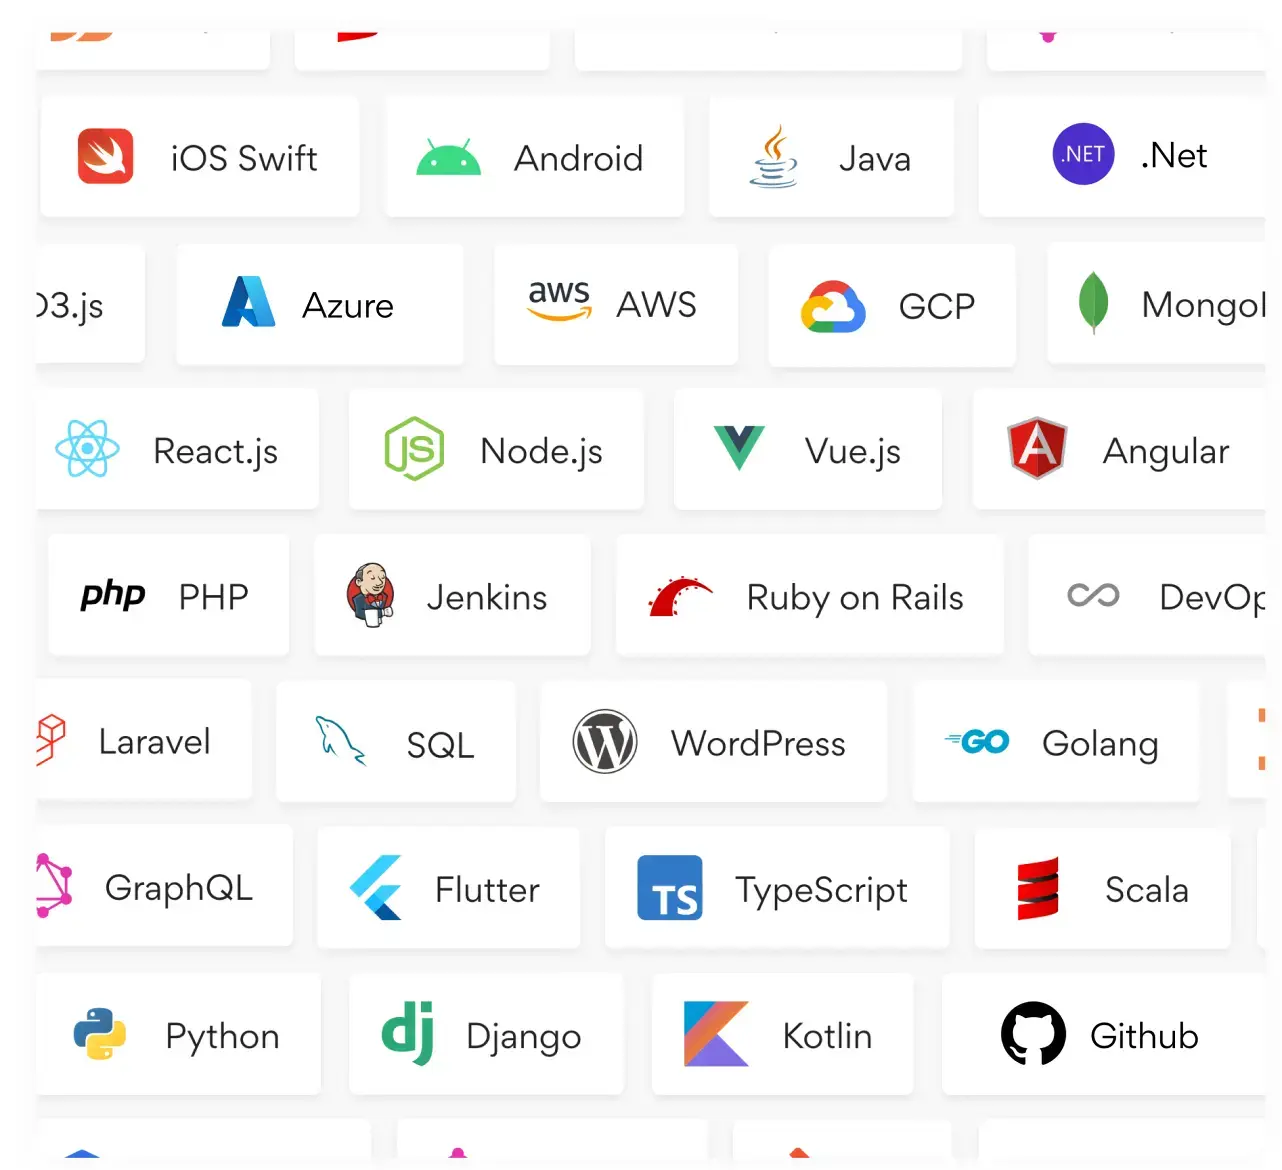 iOS Swift
Android
Java
.NET
.Net
D3.js
Azure
aws
AWS
GCP
Mongo
React.js
JS
Node.js
Vue.js
A
Angular
php
PHP
Jenkins
Ruby on Rails
DevOp
Laravel
SQL
W
WordPress
GO
Golang
GraphQL
Flutter
TS
TypeScript
Scala
Python
dj
Django
Kotlin
Github